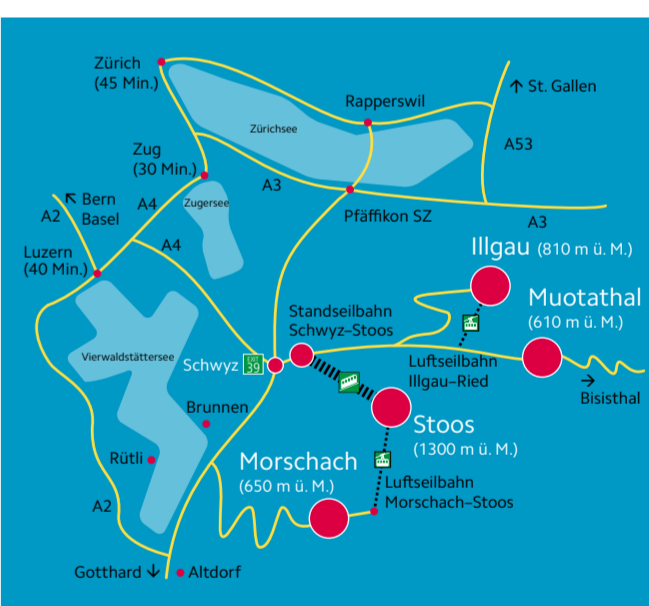 Zürich
(45 Min.)
↑ St. Gallen
Rapperswil
Zürichsee
A53
Zug
(30 Min.)
A3
Zugersee
Pfäffikon SZ
A3
↖ Bern
Basel
A4
A2
A4
Luzern
(40 Min.)
Illgau (810 m ü. M.)
Muotathal
(610 m ü. M.)
Standseilbahn
Schwyz–Stoos
Vierwaldstättersee
Schwyz
EXIT
39
Luftseilbahn
Illgau–Ried
→
Bisisthal
Brunnen
Stoos
(1300 m ü. M.)
Rütli
Morschach
(650 m ü. M.)
Luftseilbahn
Morschach–Stoos
A2
Gotthard ↓
Altdorf